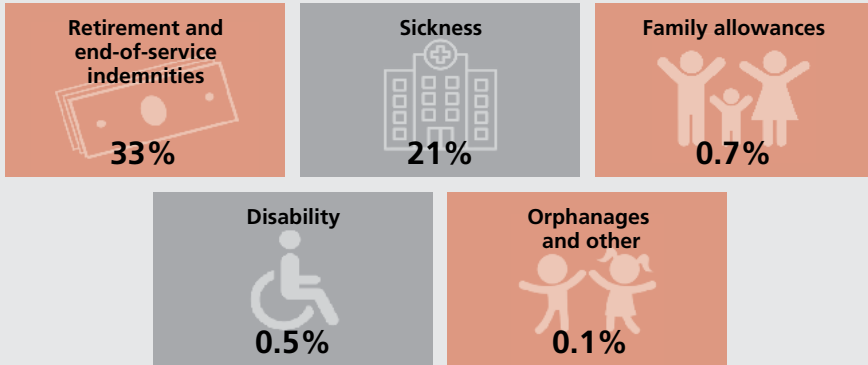 Retirement and
end-of-service
indemnities
33%
Sickness
21%
Family allowances
0.7%
Disability
0.5%
Orphanages
and other
0.1%